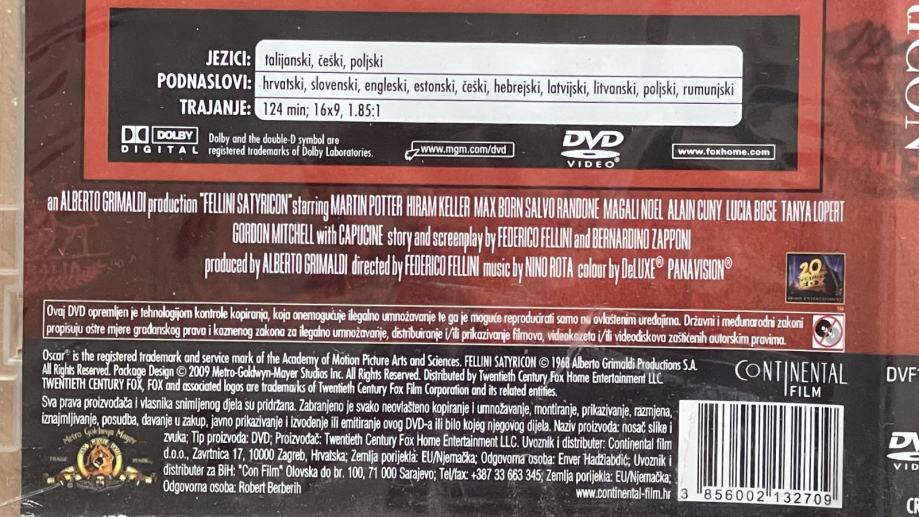 JEZICI: talijanski, češki, poljski
PODNASLOVI: hrvatski, slovenski, engleski, estonski, češki, hebrejski, latvijski, litvanski, poljski, rumunjski
TRAJANJE: 124 min; 16x9, 1.85:1
DOLBY DIGITAL
Dolby and the double-D symbol are
registered trademarks of Dolby Laboratories.
www.mgm.com/dvd
DVD
VIDEO
www.foxhome.com
an ALBERTO GRIMALDI production "FELLINI SATYRICON" starring MARTIN POTTER HIRAM KELLER MAX BORN SALVO RANDONE MAGALI NOEL ALAIN CUNY LUCIA BOSE TANYA LOPERT
GORDON MITCHELL with CAPUCINE story and screenplay by FEDERICO FELLINI and BERNARDINO ZAPPONI
produced by ALBERTO GRIMALDI directed by FEDERICO FELLINI music by NINO ROTA colour by DeLUXE® PANAVISION®
Ovaj DVD opremljen je tehnologijom kontrole kopiranja, koja onemogućuje ilegalno umnožavanje te ga je moguće reproducirati samo na ovlaštenim uređajima. Državni i međunarodni zakoni
propisuju oštre mjere građanskog prava i kaznenog zakona za ilegalno umnožavanje, distribuiranje i/ili prikazivanje filmova, videokazeta i/ili videodiskova zaštićenih autorskim pravima.
Oscar® is the registered trademark and service mark of the Academy of Motion Picture Arts and Sciences. FELLINI SATYRICON © 1968 Alberto Grimaldi Productions S.A.
All Rights Reserved. Package Design © 2009 Metro-Goldwyn-Mayer Studios Inc. All Rights Reserved. Distributed by Twentieth Century Fox Home Entertainment LLC.
TWENTIETH CENTURY FOX, FOX and associated logos are trademarks of Twentieth Century Fox Film Corporation and its related entities.
CONTINENTAL
FILM
Sva prava proizvođača i vlasnika snimljenog djela su pridržana. Zabranjeno je svako neovlašteno kopiranje i umnožavanje, montiranje, prikazivanje, razmjena,
iznajmljivanje, posudba, davanje u zakup, javno prikazivanje i izvođenje ili emitiranje ovog DVD-a ili bilo kojeg njegovog dijela. Naziv proizvoda: nosač slike i
zvuka; Tip proizvoda: DVD; Proizvođač: Twentieth Century Fox Home Entertainment LLC. Uvoznik i distributer: Continental film
d.o.o., Zavrtnica 17, 10000 Zagreb, Hrvatska; Zemlja porijekla: EU/Njemačka; Odgovorna osoba: Enver Hadžiabdić; Uvoznik i
distributer za BiH: "Con Film" Olovska do br. 100, 71 000 Sarajevo; Tel/fax: +387 33 663 345; Zemlja porijekla: EU/Njemačka;
Odgovorna osoba: Robert Berberih
www.continental-film.hr
3 856002 132709
Metro Goldwyn Mayer
TRADE MARK
DVF